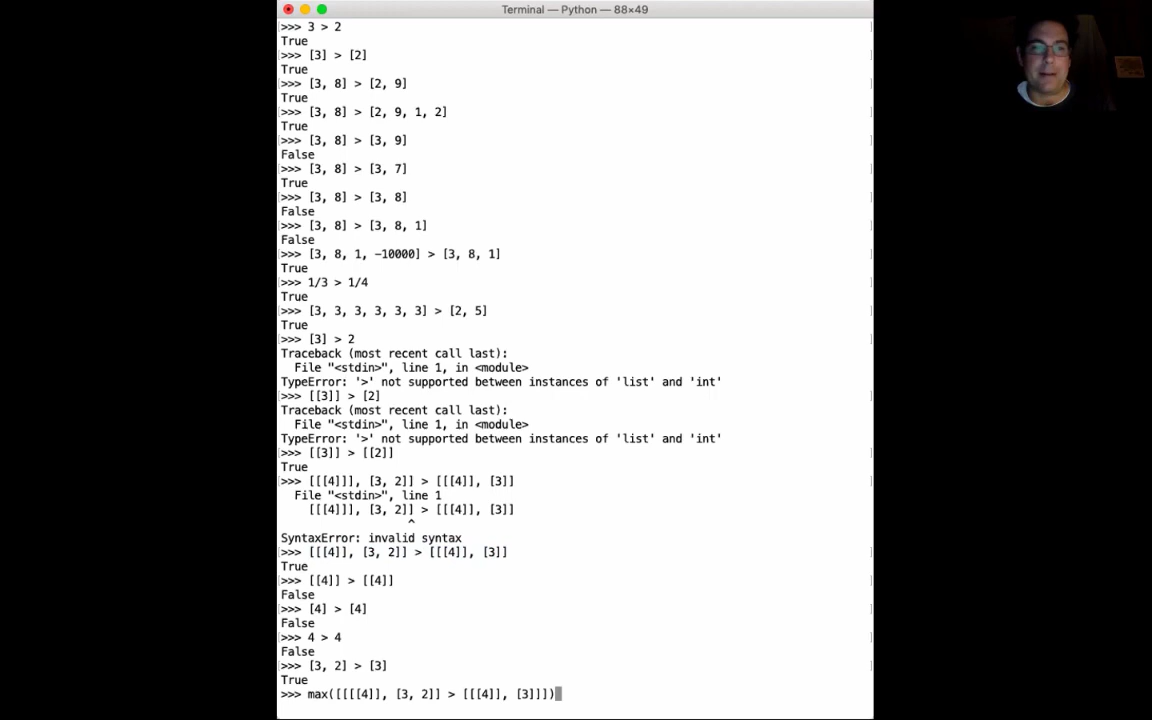 Terminal — Python — 88×49
>>> 3 > 2
True
>>> [3] > [2]
True
>>> [3, 8] > [2, 9]
True
>>> [3, 8] > [2, 9, 1, 2]
True
>>> [3, 8] > [3, 9]
False
>>> [3, 8] > [3, 7]
True
>>> [3, 8] > [3, 8]
False
>>> [3, 8] > [3, 8, 1]
False
>>> [3, 8, 1, -10000] > [3, 8, 1]
True
>>> 1/3 > 1/4
True
>>> [3, 3, 3, 3, 3, 3] > [2, 5]
True
>>> [3] > 2
Traceback (most recent call last):
  File "<stdin>", line 1, in <module>
TypeError: '>' not supported between instances of 'list' and 'int'
>>> [[3]] > [2]
Traceback (most recent call last):
  File "<stdin>", line 1, in <module>
TypeError: '>' not supported between instances of 'list' and 'int'
>>> [[3]] > [[2]]
True
>>> [[[4]]], [3, 2]] > [[[4]], [3]]
  File "<stdin>", line 1
    [[[4]]], [3, 2]] > [[[4]], [3]]
                   ^
SyntaxError: invalid syntax
>>> [[[4]], [3, 2]] > [[[4]], [3]]
True
>>> [[4]] > [[4]]
False
>>> [4] > [4]
False
>>> 4 > 4
False
>>> [3, 2] > [3]
True
>>> max([[[[4]], [3, 2]] > [[[4]], [3]]])